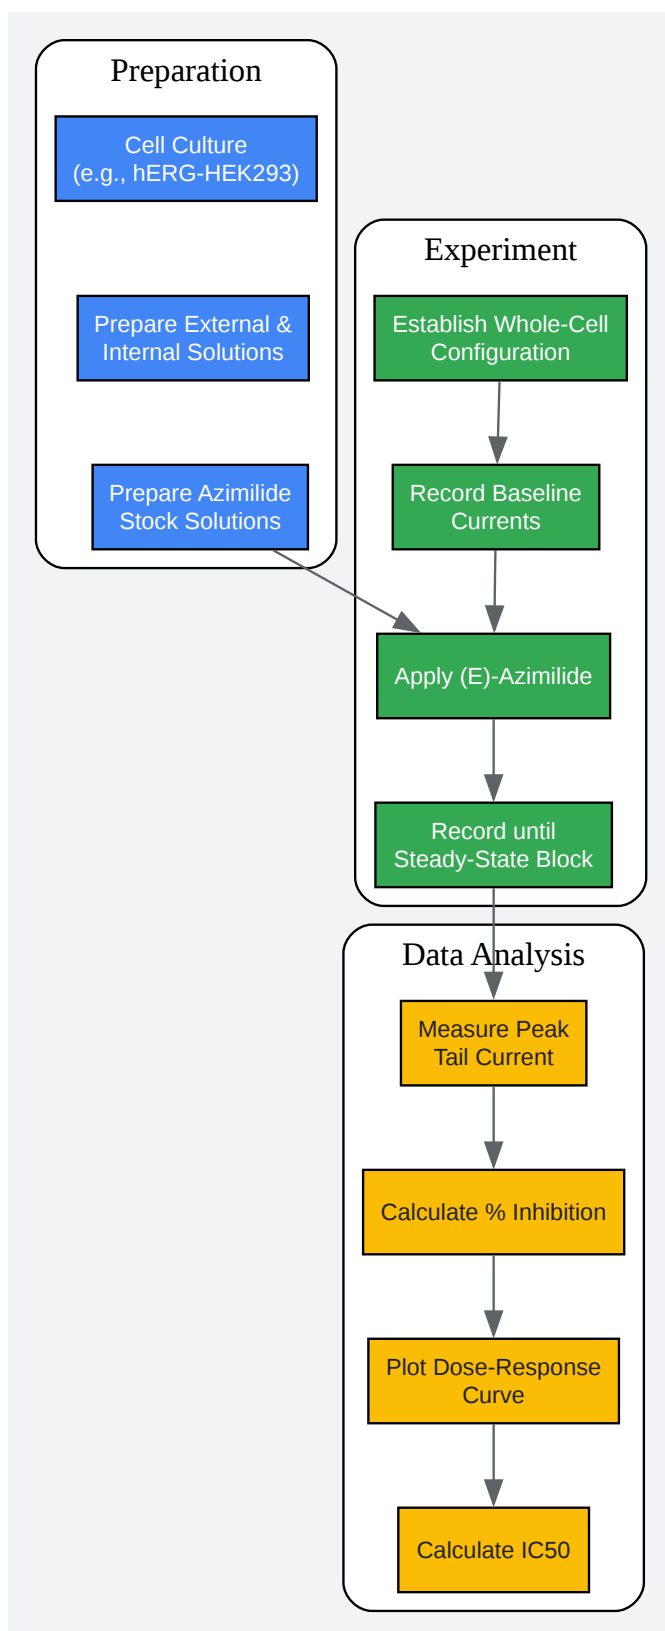 Preparation
Cell Culture
(e.g., hERG-HEK293)
Prepare External &
Internal Solutions
Prepare Azimilide
Stock Solutions
Experiment
Establish Whole-Cell
Configuration
Record Baseline
Currents
Apply (E)-Azimilide
Record until
Steady-State Block
Data Analysis
Measure Peak
Tail Current
Calculate % Inhibition
Plot Dose-Response
Curve
Calculate IC50